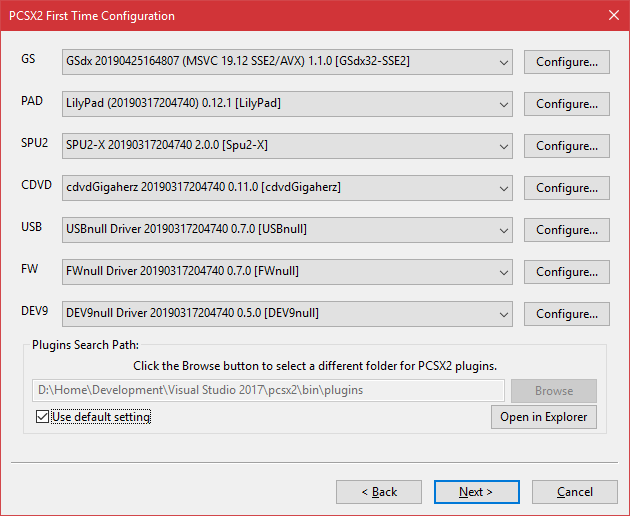 PCSX2 First Time Configuration
GS GSdx 20190425164807 (MSVC 19.12 SSE2/AVX) 1.1.0 [GSdx32-SSE2] Configure...
PAD LilyPad (20190317204740) 0.12.1 [LilyPad] Configure...
SPU2 SPU2-X 20190317204740 2.0.0 [Spu2-X] Configure...
CDVD cdvdGigaherz 20190317204740 0.11.0 [cdvdGigaherz] Configure...
USB USBnull Driver 20190317204740 0.7.0 [USBnull] Configure...
FW FWnull Driver 20190317204740 0.7.0 [FWnull] Configure...
DEV9 DEV9null Driver 20190317204740 0.5.0 [DEV9null] Configure...
Plugins Search Path:
Click the Browse button to select a different folder for PCSX2 plugins.
D:\Home\Development\Visual Studio 2017\pcsx2\bin\plugins Browse
Use default setting Open in Explorer
< Back Next > Cancel